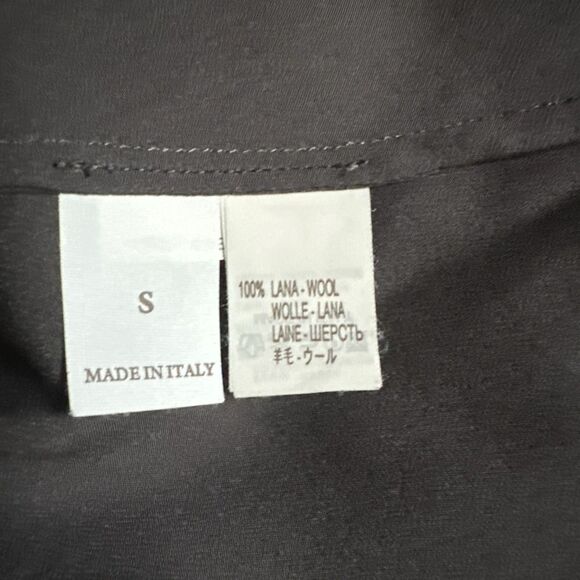 S
MADE IN ITALY
100% LANA - WOOL
WOLLE - LANA
LAINE - ШЕРСТЬ
羊毛 - ウール